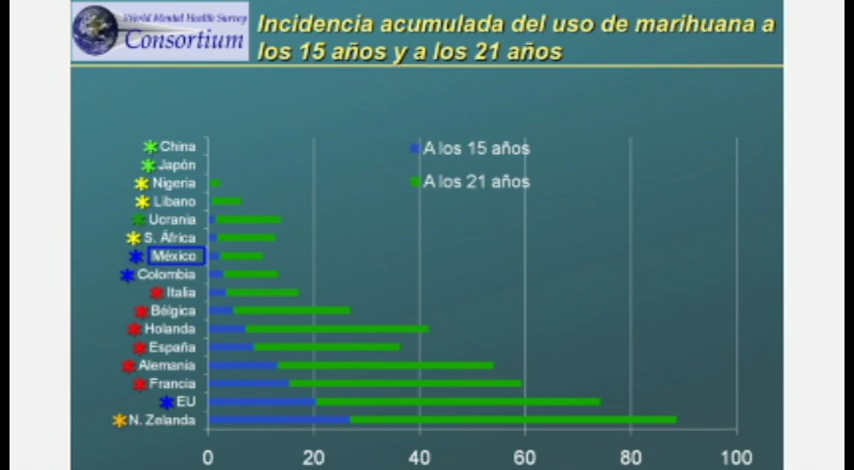 World Mental Health Survey
Consortium
Incidencia acumulada del uso de marihuana a
los 15 años y a los 21 años
China
Japón
Nigeria
Libano
Ucrania
S. África
México
Colombia
Italia
Bélgica
Holanda
España
Alemania
Francia
EU
N. Zelanda
A los 15 años
A los 21 años
0 20 40 60 80 100